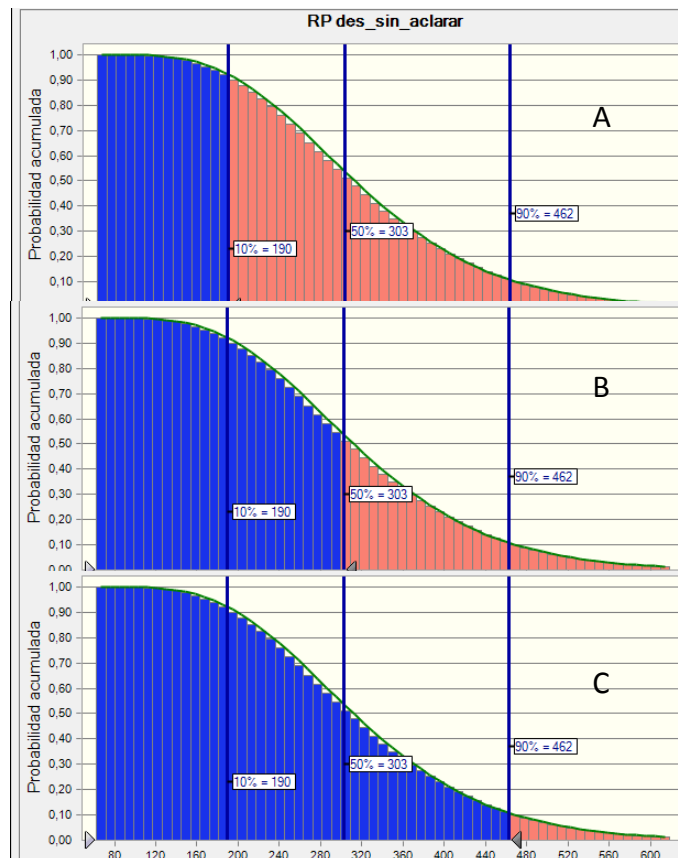 RP des_sin_aclarar
Probabilidad acumulada
1,00
0,90
0,80
0,70
0,60
0,50
0,40
0,30
0,20
0,10
A
10% = 190
50% = 303
90% = 462
Probabilidad acumulada
1,00
0,90
0,80
0,70
0,60
0,50
0,40
0,30
0,20
0,10
0,00
B
10% = 190
50% = 303
90% = 462
Probabilidad acumulada
1,00
0,90
0,80
0,70
0,60
0,50
0,40
0,30
0,20
0,10
0,00
C
10% = 190
50% = 303
90% = 462
80 120 160 200 240 280 320 360 400 440 480 520 560 600